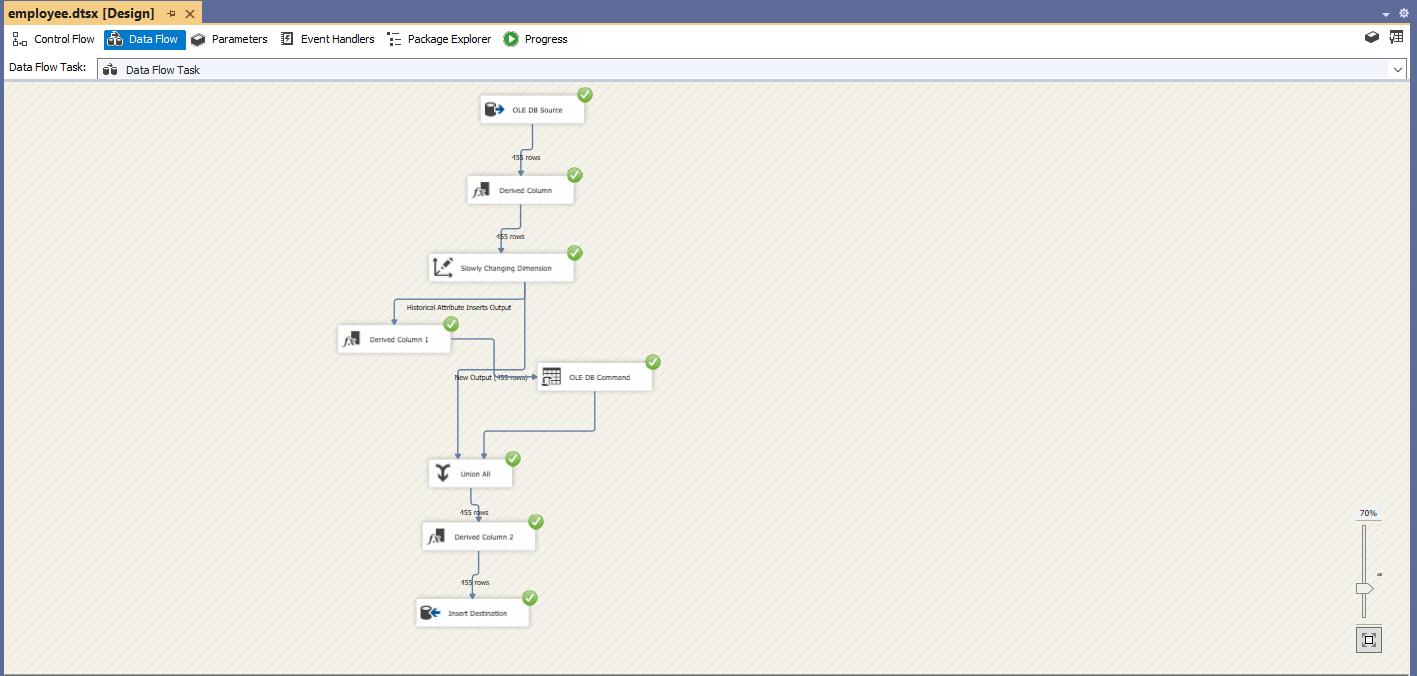 employee.dtsx [Design]
Control Flow
Data Flow
Parameters
Event Handlers
Package Explorer
Progress
Data Flow Task:
Data Flow Task
OLE DB Source
455 rows
Derived Column
455 rows
Slowly Changing Dimension
Historical Attribute Inserts Output
Derived Column 1
New Output (455 rows)
OLE DB Command
Union All
455 rows
70%
Derived Column 2
455 rows
Insert Destination